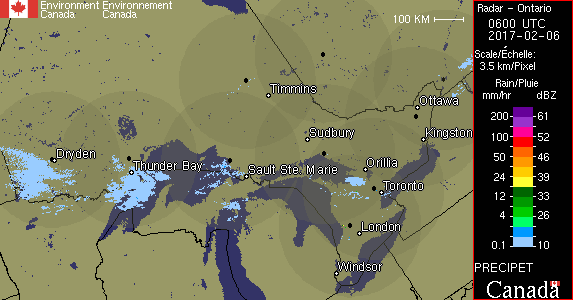 Environment Environnement
Canada Canada
100 KM
Timmins
Ottawa
Sudbury
Kingston
Dryden
Thunder Bay
Sault Ste. Marie
Orillia
Toronto
London
Windsor
Radar - Ontario
0600 UTC
2017-02-06
Scale/Échelle:
3.5 km/Pixel
Rain/Pluie
mm/hr dBZ
200 61
100 52
50 46
24 39
12 33
4 26
0.1 10
PRECIPET
Canada